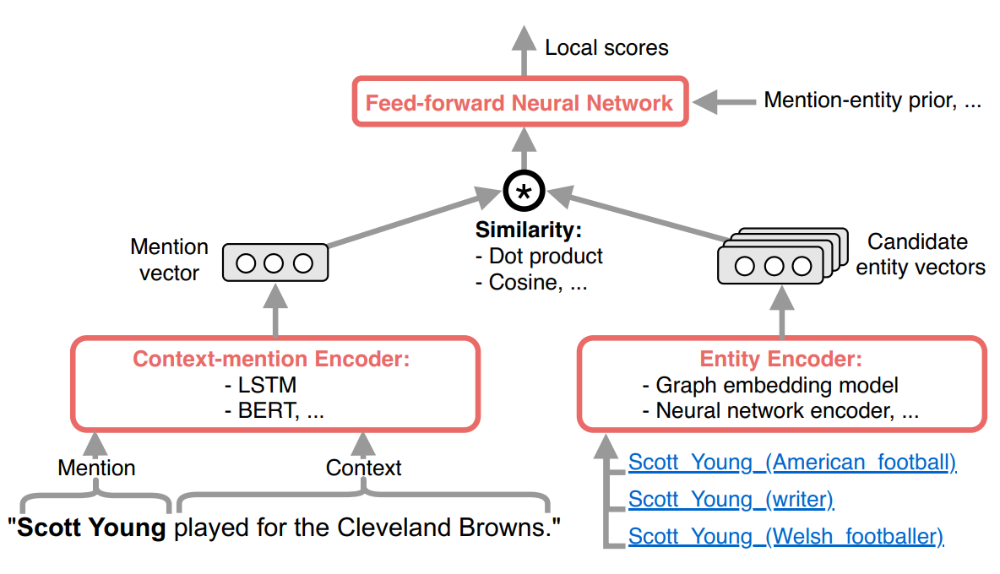 Local scores
Feed-forward Neural Network
Mention-entity prior, ...
*
Similarity:
- Dot product
- Cosine, ...
Mention
vector
Candidate
entity vectors
Context-mention Encoder:
- LSTM
- BERT, ...
Entity Encoder:
- Graph embedding model
- Neural network encoder, ...
Mention
Context
"Scott Young played for the Cleveland Browns."
Scott_Young_(American_football)
Scott_Young_(writer)
Scott_Young_(Welsh_footballer)